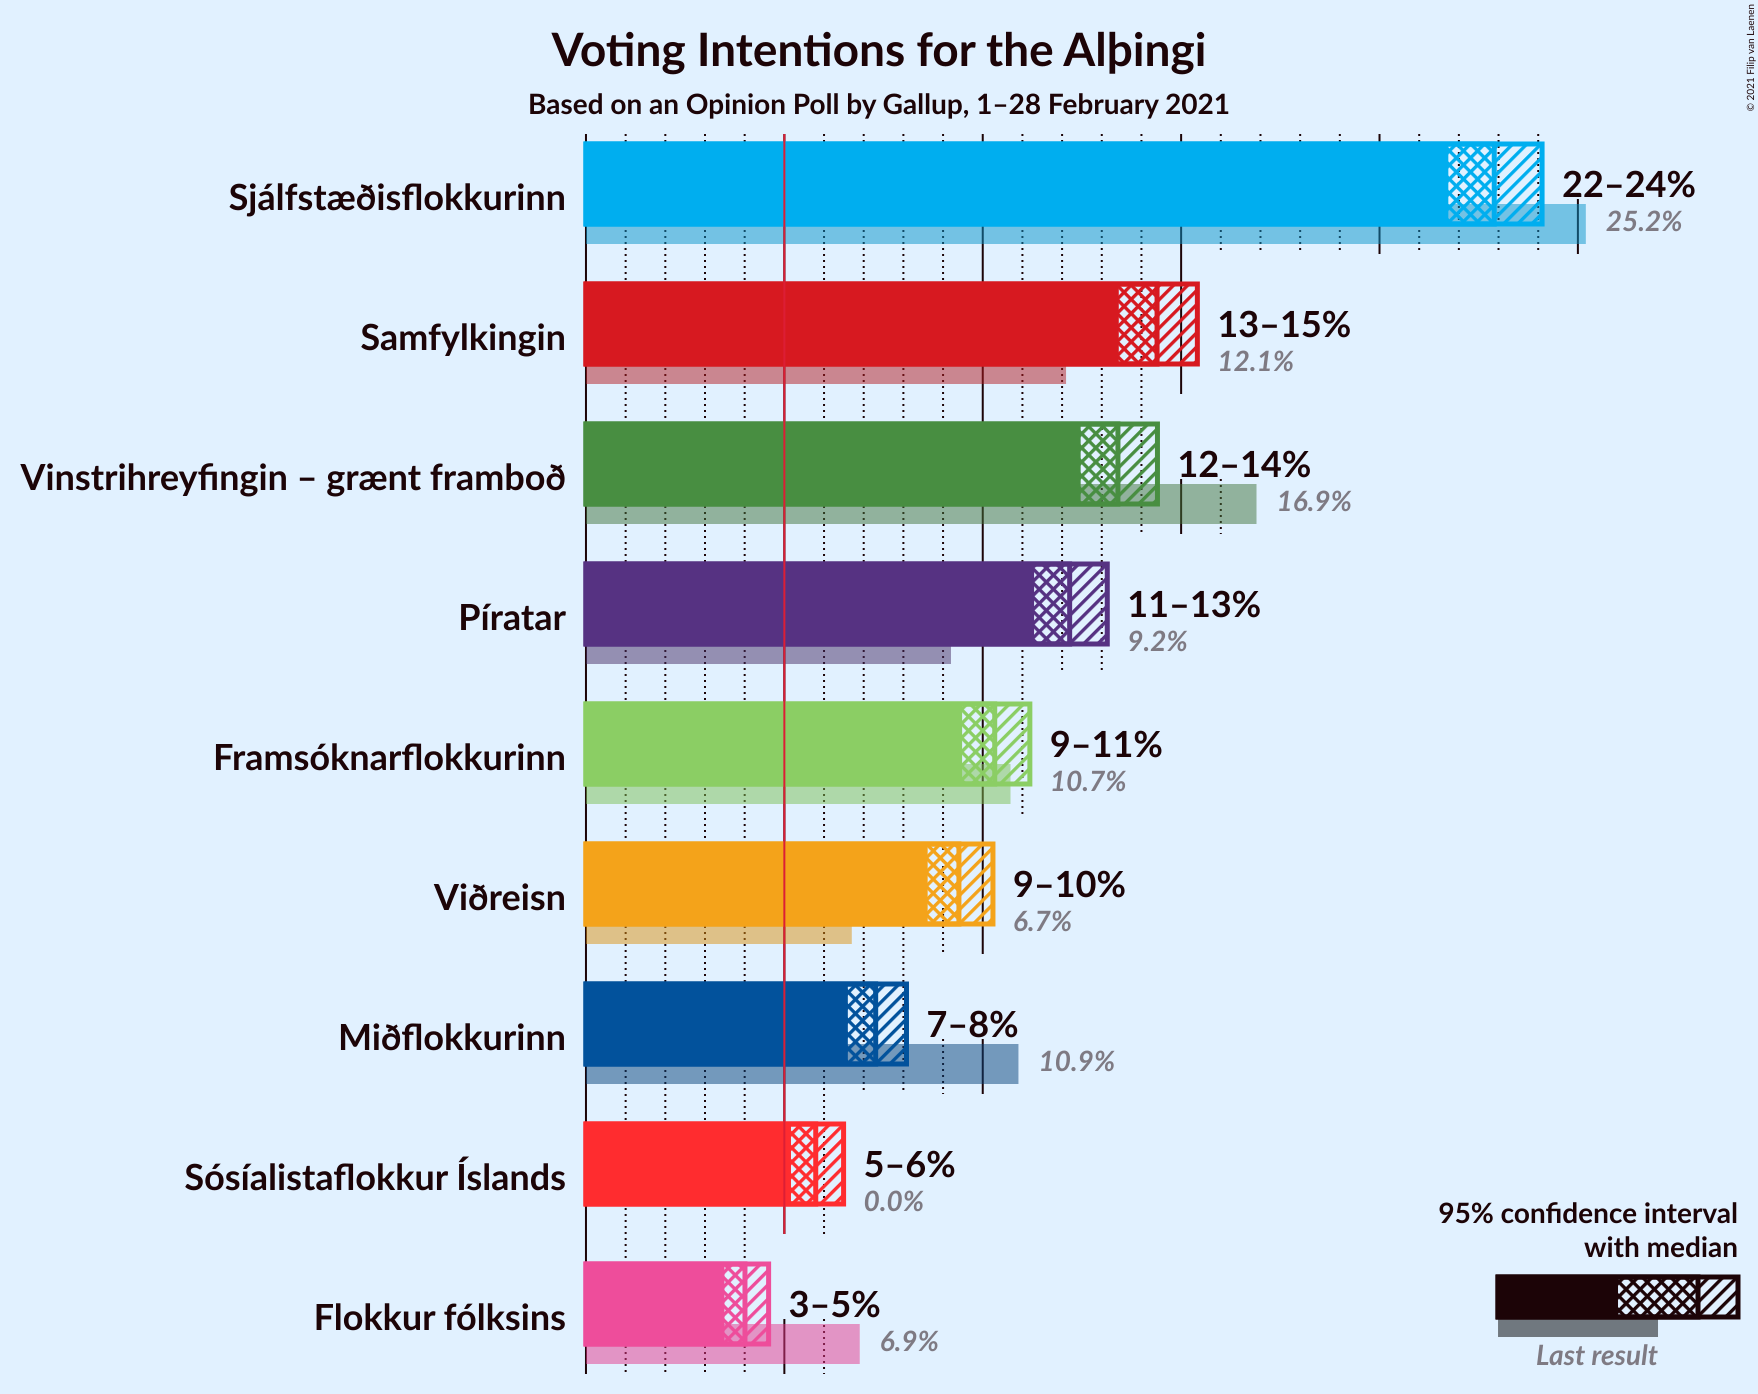 © 2021 Filip van Laenen
Voting Intentions for the Alþingi
Based on an Opinion Poll by Gallup, 1–28 February 2021
Sjálfstæðisflokkurinn
22–24%
25.2%
Samfylkingin
13–15%
12.1%
Vinstrihreyfingin – grænt framboð
12–14%
16.9%
Píratar
11–13%
9.2%
Framsóknarflokkurinn
9–11%
10.7%
Viðreisn
9–10%
6.7%
Miðflokkurinn
7–8%
10.9%
Sósíalistaflokkur Íslands
5–6%
0.0%
Flokkur fólksins
3–5%
6.9%
95% confidence interval
with median
Last result